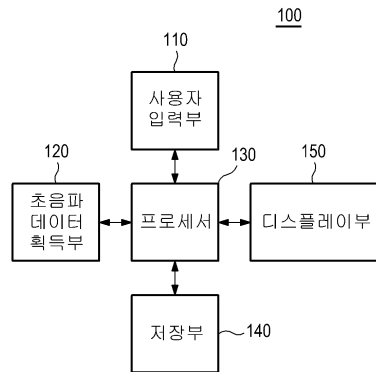 100
110
사용자
입력부
120
초음파
데이터
획득부
130
프로세서
150
디스플레이부
저장부
140